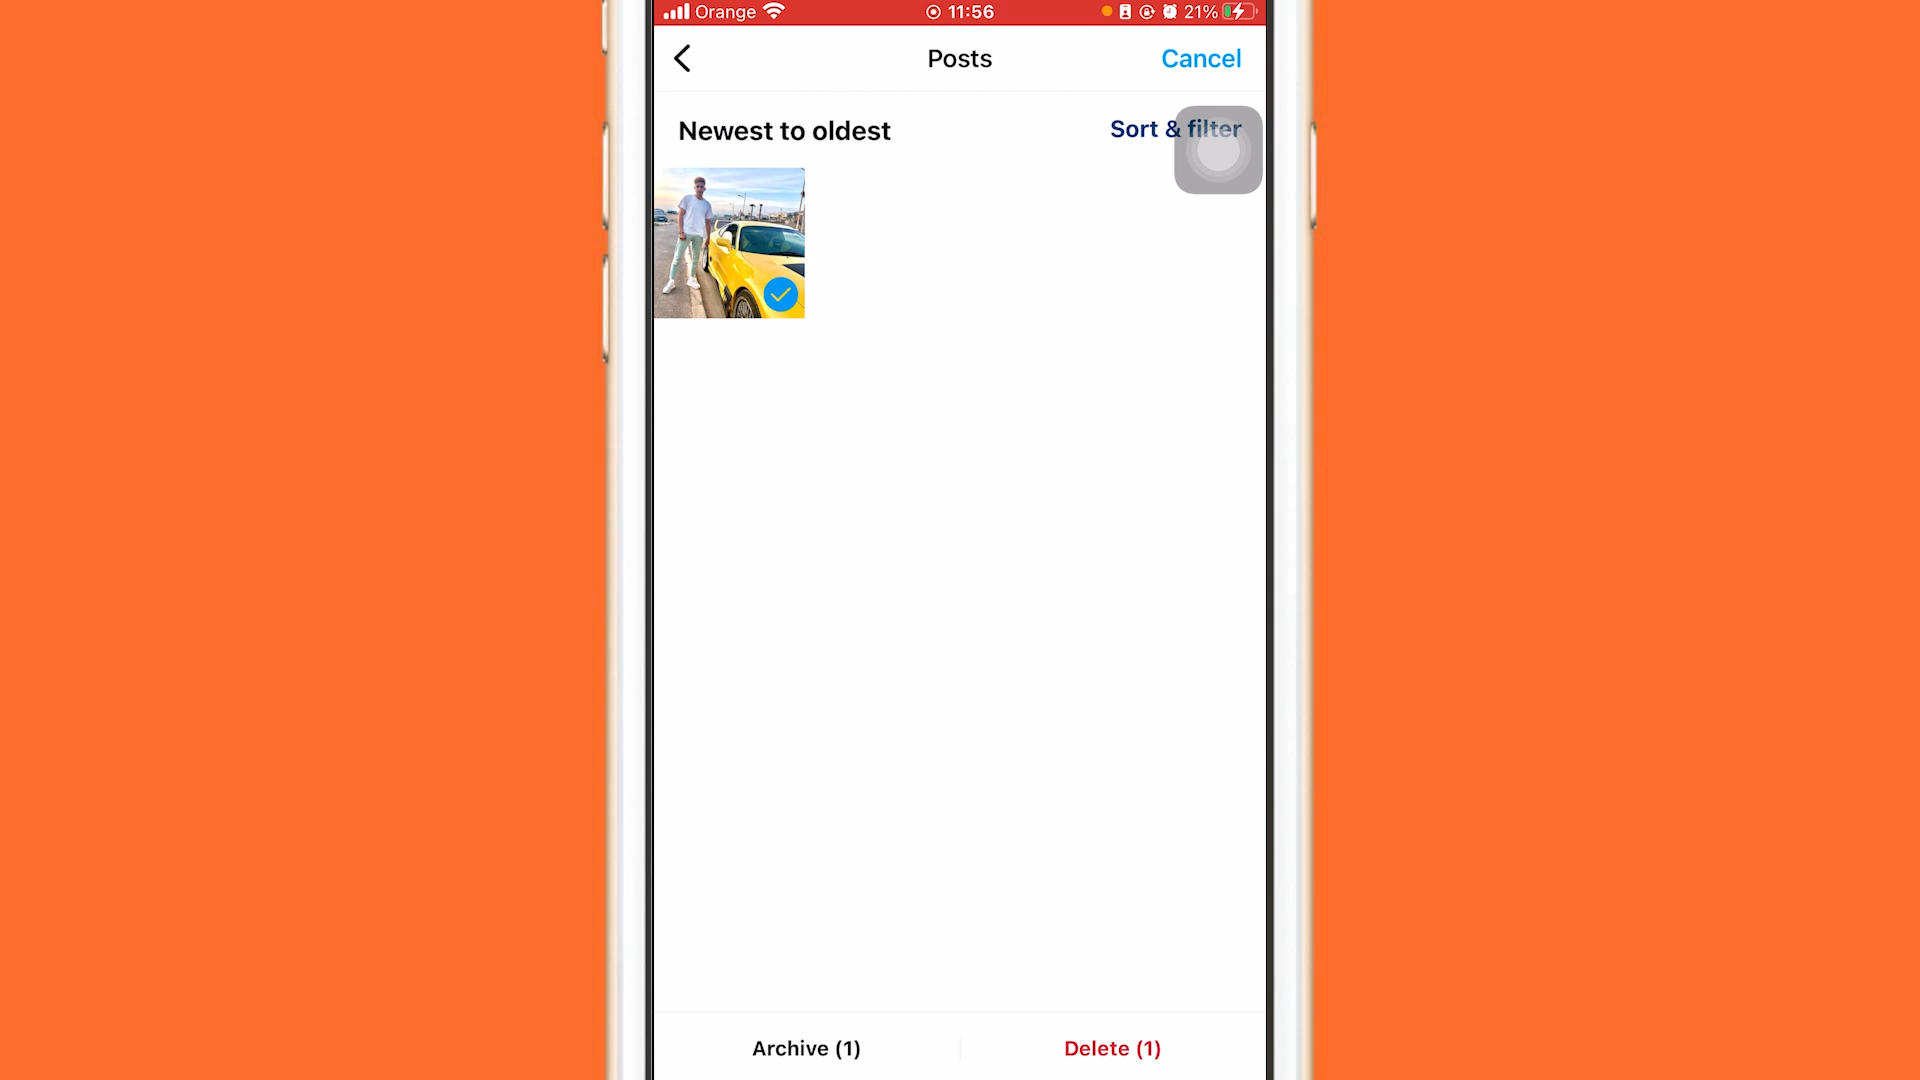 Orange 11:56 21%
Posts Cancel
Newest to oldest Sort & filter
Archive (1) Delete (1)